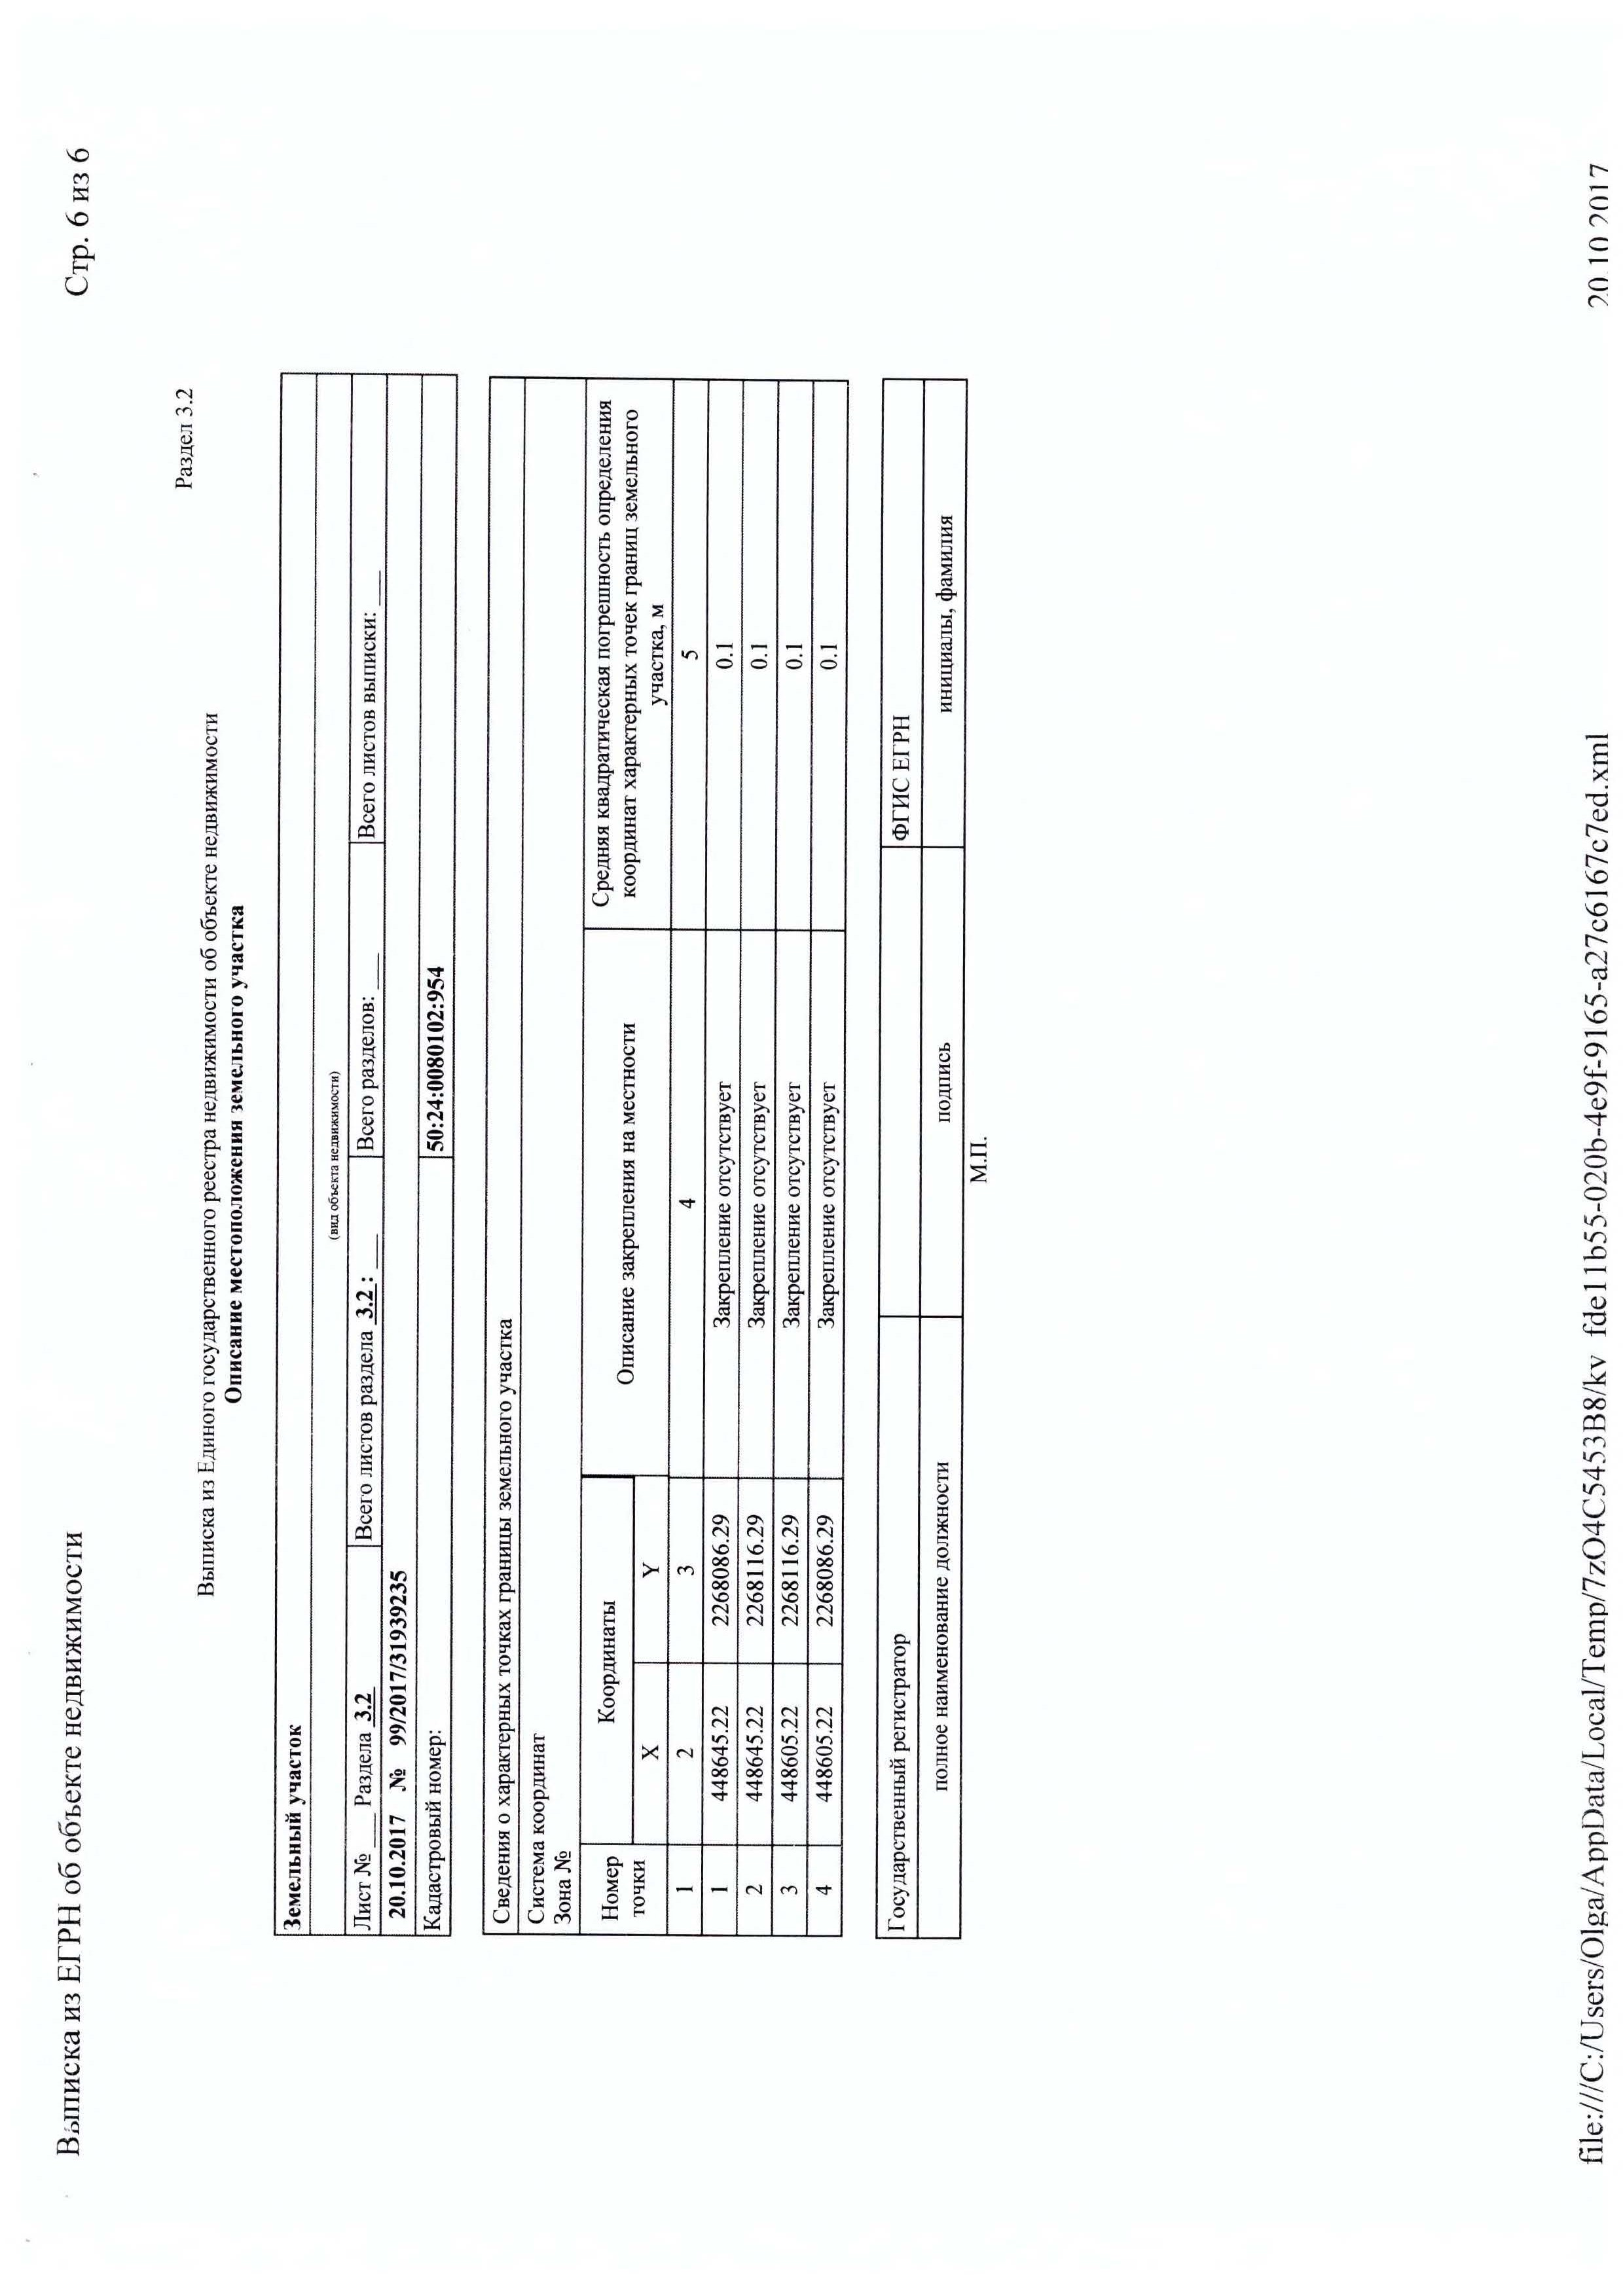 Выписка из ЕГРН об объекте недвижимости Стр. 6 из 6
Раздел 3.2
Выписка из Единого государственного реестра недвижимости об объекте недвижимости
Описание местоположения земельного участка
Земельный участок
(вид объекта недвижимости)
Лист № ___ Раздела 3.2 Всего листов раздела 3.2 : ___ Всего разделов: ___ Всего листов выписки: ___
20.10.2017 № 99/2017/31939235
Кадастровый номер: 50:24:0080102:954
Сведения о характерных точках границы земельного участка
Система координат
Зона №
Номер точки Координаты Описание закрепления на местности Средняя квадратическая погрешность определения
координат характерных точек границ земельного
участка, м
X Y
1 2 3 4 5
1 448645.22 2268086.29 Закрепление отсутствует 0.1
2 448645.22 2268116.29 Закрепление отсутствует 0.1
3 448605.22 2268116.29 Закрепление отсутствует 0.1
4 448605.22 2268086.29 Закрепление отсутствует 0.1
Государственный регистратор ФГИС ЕГРН
полное наименование должности подпись инициалы, фамилия
М.П.
file:///C:/Users/Olga/AppData/Local/Temp/7zO4C5453B8/kv_fde11b55-020b-4e9f-9165-a27c6167c7ed.xml 20.10.2017